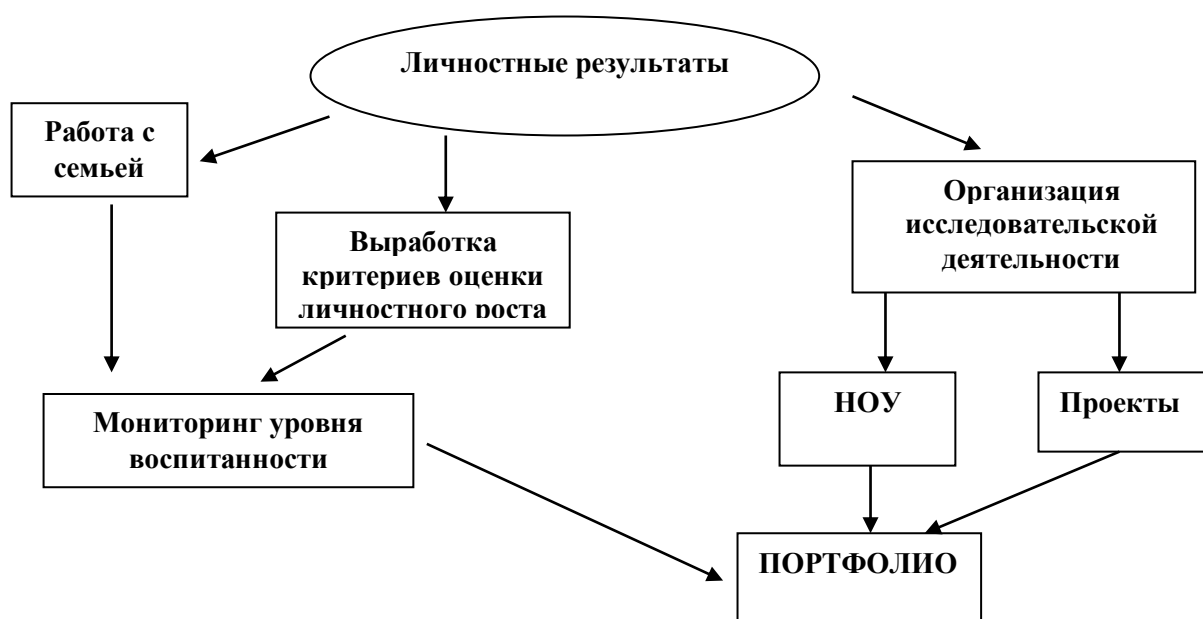 Личностные результаты
Работа с
семьей
Организация
исследовательской
деятельности
Выработка
критериев оценки
личностного роста
НОУ
Проекты
Мониторинг уровня
воспитанности
ПОРТФОЛИО